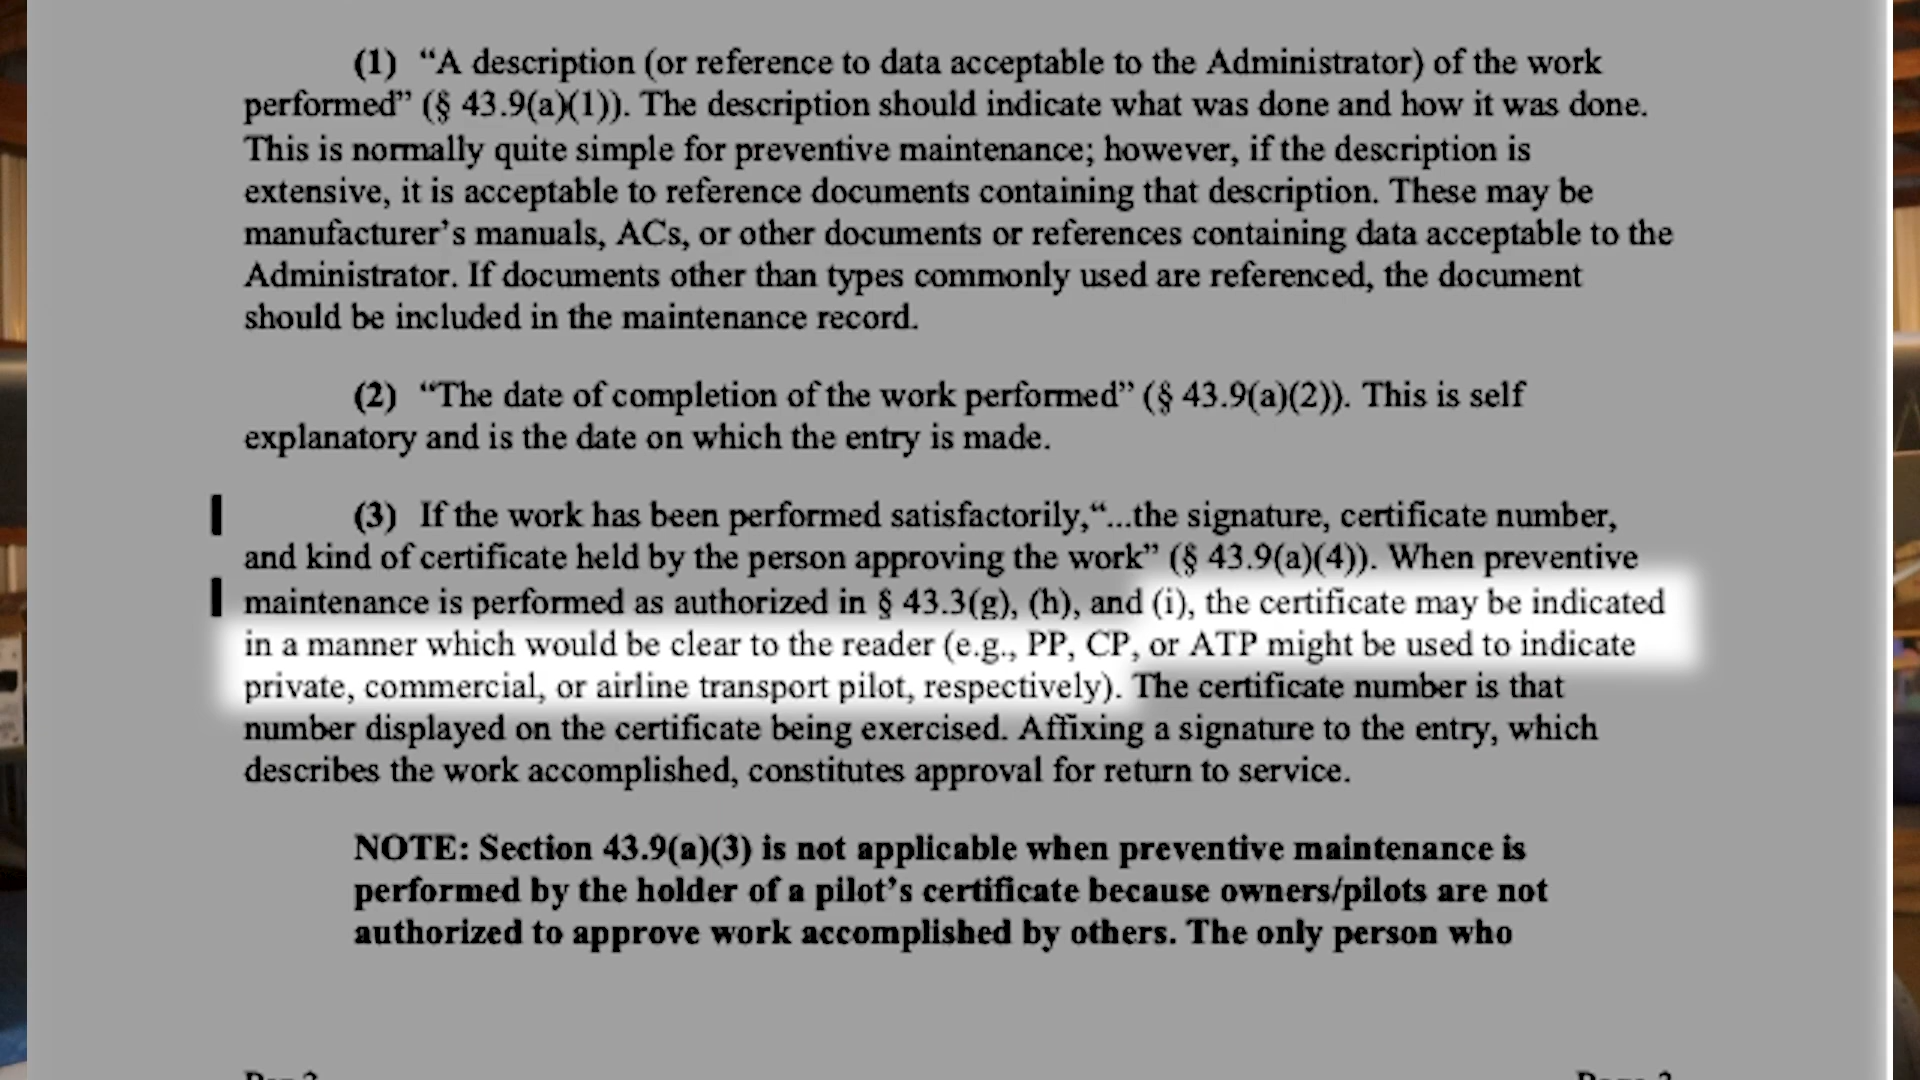 (1) “A description (or reference to data acceptable to the Administrator) of the work
performed” (§ 43.9(a)(1)). The description should indicate what was done and how it was done.
This is normally quite simple for preventive maintenance; however, if the description is
extensive, it is acceptable to reference documents containing that description. These may be
manufacturer’s manuals, ACs, or other documents or references containing data acceptable to the
Administrator. If documents other than types commonly used are referenced, the document
should be included in the maintenance record.
(2) “The date of completion of the work performed” (§ 43.9(a)(2)). This is self
explanatory and is the date on which the entry is made.
(3) If the work has been performed satisfactorily,“...the signature, certificate number,
and kind of certificate held by the person approving the work” (§ 43.9(a)(4)). When preventive
maintenance is performed as authorized in § 43.3(g), (h), and (i), the certificate may be indicated
in a manner which would be clear to the reader (e.g., PP, CP, or ATP might be used to indicate
private, commercial, or airline transport pilot, respectively). The certificate number is that
number displayed on the certificate being exercised. Affixing a signature to the entry, which
describes the work accomplished, constitutes approval for return to service.
NOTE: Section 43.9(a)(3) is not applicable when preventive maintenance is
performed by the holder of a pilot’s certificate because owners/pilots are not
authorized to approve work accomplished by others. The only person who